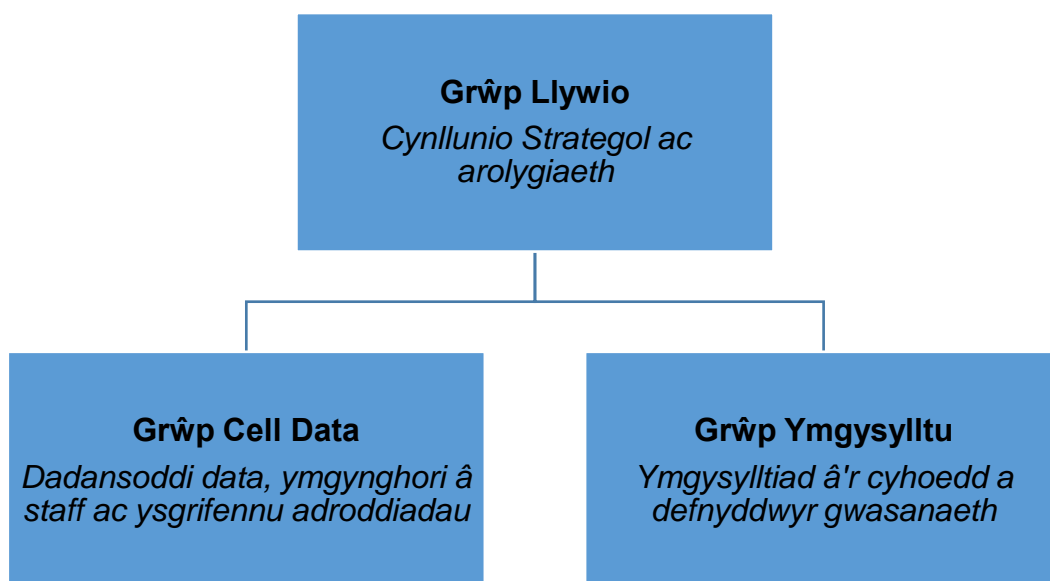 Grŵp Llywio
Cynllunio Strategol ac
arolygiaeth
Grŵp Cell Data
Dadansoddi data, ymgynghori â
staff ac ysgrifennu adroddiadau
Grŵp Ymgysylltu
Ymgysylltiad â'r cyhoedd a
defnyddwyr gwasanaeth